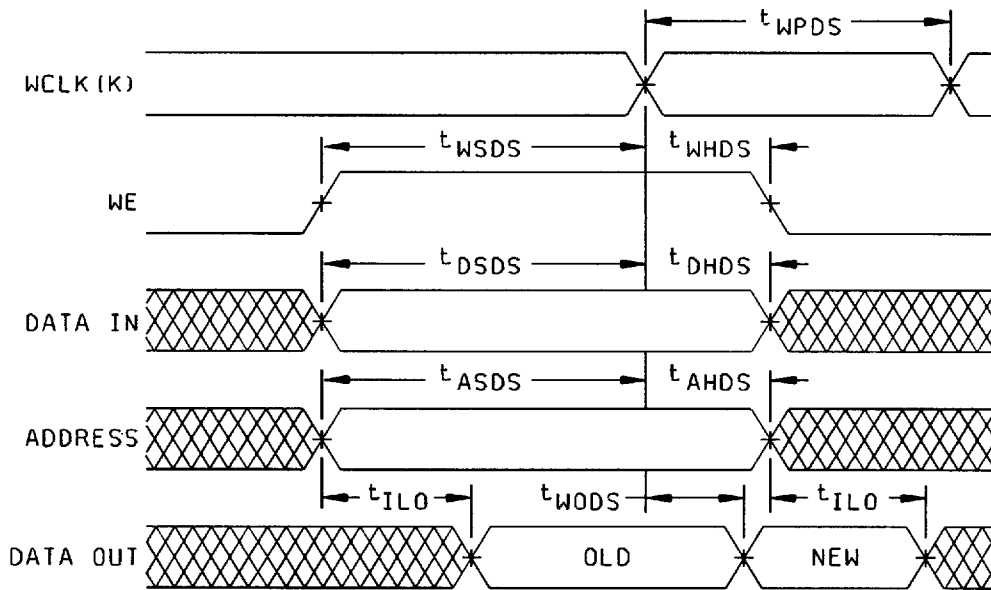 tWPDS
WCLK(K)
tWSDS tWHDS
WE
tDSDS tDHDS
DATA IN
tASDS tAHDS
ADDRESS
tILO tWODS tILO
DATA OUT OLD NEW